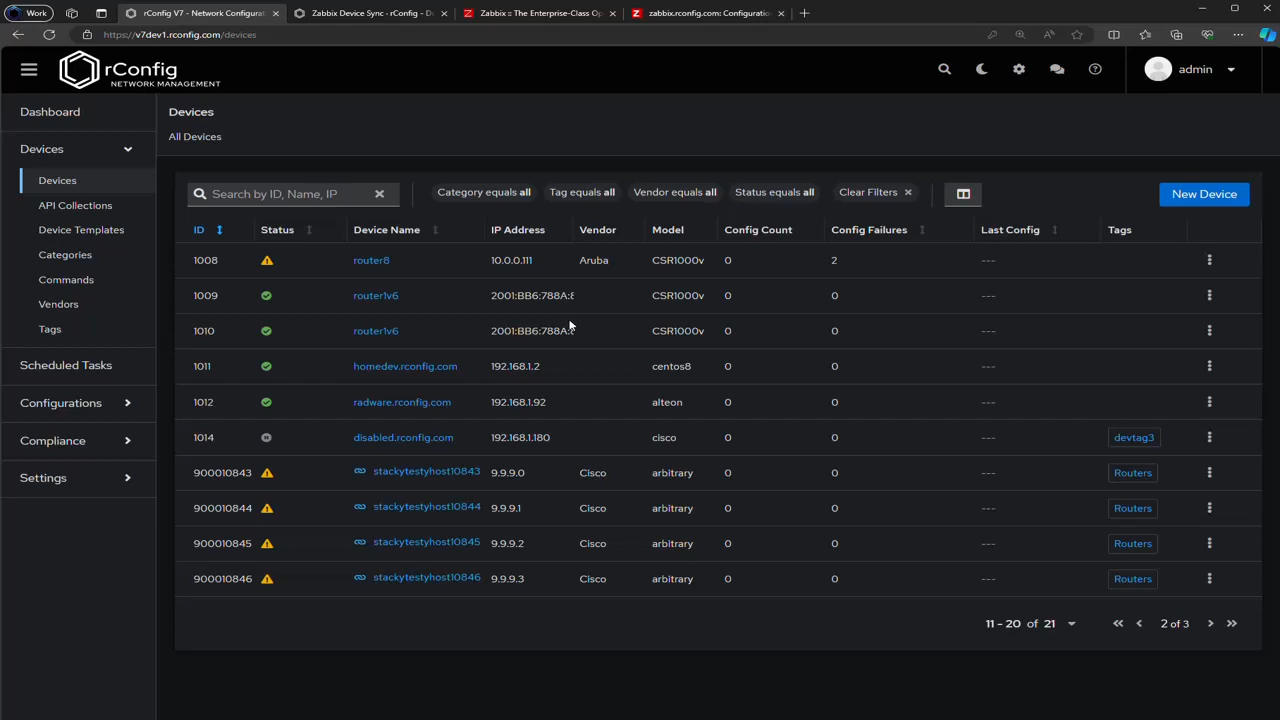 Work
rConfig V7 - Network Configurat
Zabbix Device Sync - rConfig - D
Zabbix :: The Enterprise-Class Op
zabbix.rconfig.com: Configuratio
https://v7dev1.rconfig.com/devices
rConfig
NETWORK MANAGEMENT
admin
Dashboard
Devices
Devices
API Collections
Device Templates
Categories
Commands
Vendors
Tags
Scheduled Tasks
Configurations
Compliance
Settings
Devices
All Devices
Search by ID, Name, IP
Category equals all
Tag equals all
Vendor equals all
Status equals all
Clear Filters
New Device
ID Status Device Name IP Address Vendor Model Config Count Config Failures Last Config Tags
1008 router8 10.0.0.111 Aruba CSR1000v 0 2 ---
1009 router1v6 2001:BB6:788A: CSR1000v 0 0 ---
1010 router1v6 2001:BB6:788A: CSR1000v 0 0 ---
1011 homedev.rconfig.com 192.168.1.2 centos8 0 0 ---
1012 radware.rconfig.com 192.168.1.92 alteon 0 0 ---
1014 disabled.rconfig.com 192.168.1.180 cisco 0 0 --- devtag3
900010843 stackytestyhost10843 9.9.9.0 Cisco arbitrary 0 0 --- Routers
900010844 stackytestyhost10844 9.9.9.1 Cisco arbitrary 0 0 --- Routers
900010845 stackytestyhost10845 9.9.9.2 Cisco arbitrary 0 0 --- Routers
900010846 stackytestyhost10846 9.9.9.3 Cisco arbitrary 0 0 --- Routers
11 - 20 of 21
2 of 3